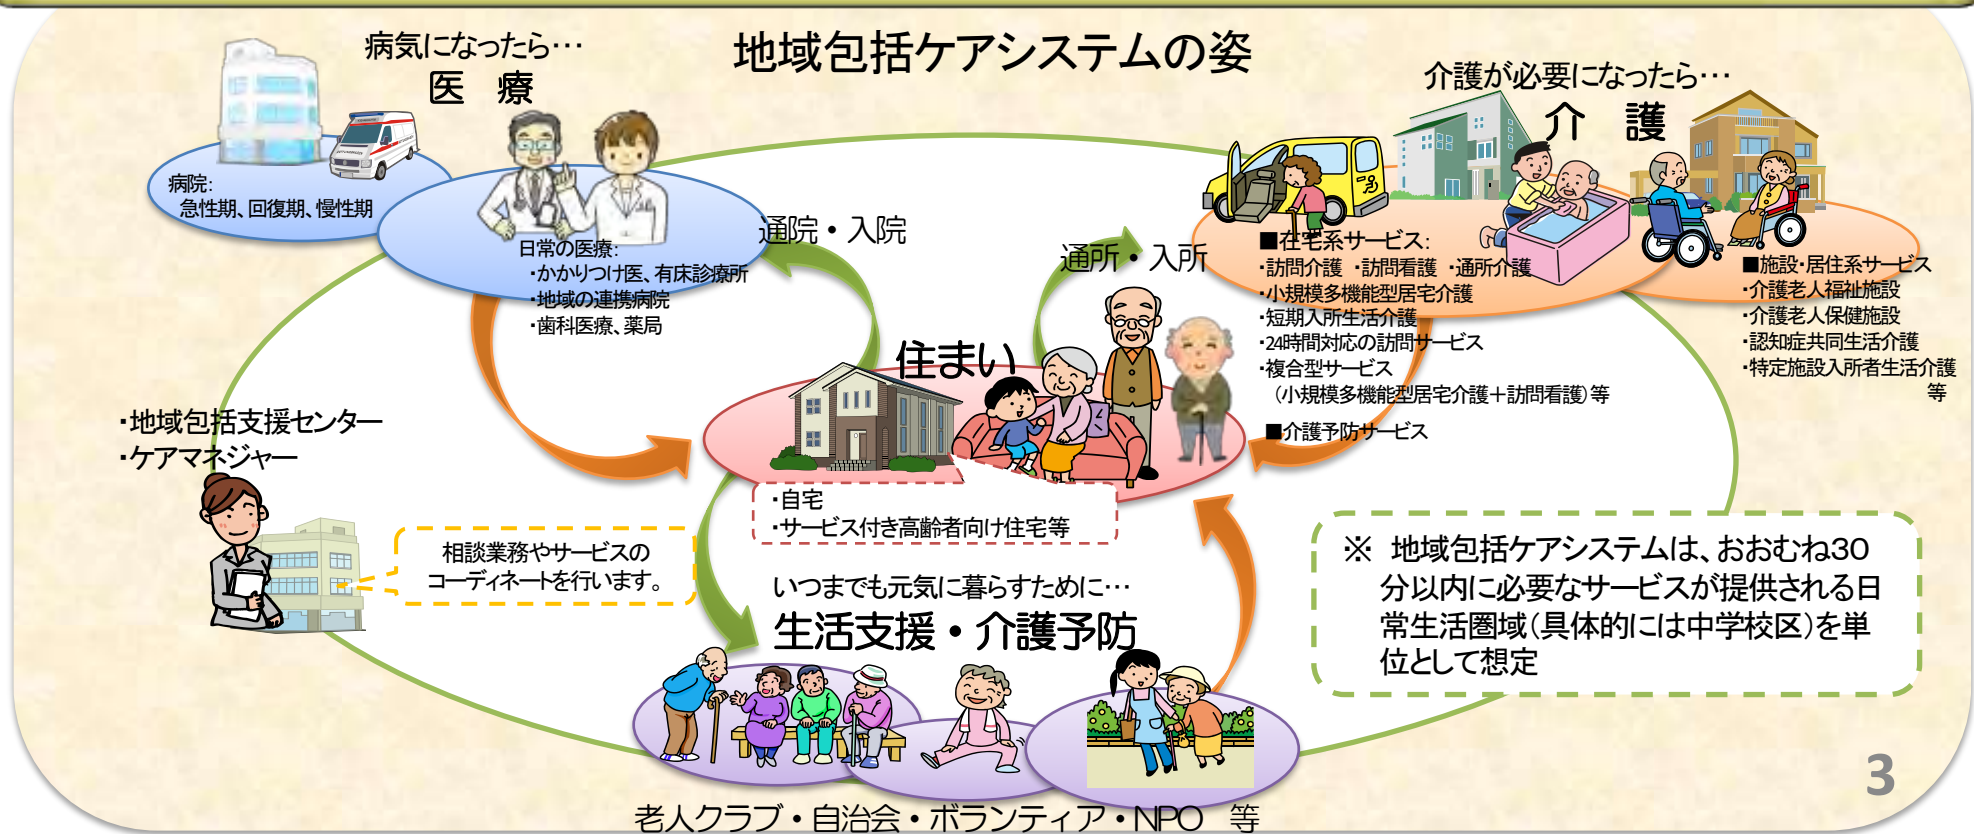 地域包括ケアシステムの姿
病気になったら…
医 療
病院:
急性期、回復期、慢性期
日常の医療:
・かかりつけ医、有床診療所
・地域の連携病院
・歯科医療、薬局
通院・入院
通所・入所
介護が必要になったら…
介 護
■在宅系サービス:
・訪問介護 ・訪問看護 ・通所介護
・小規模多機能型居宅介護
・短期入所生活介護
・24時間対応の訪問サービス
・複合型サービス
(小規模多機能型居宅介護+訪問看護)等
■介護予防サービス
■施設・居住系サービス
・介護老人福祉施設
・介護老人保健施設
・認知症共同生活介護
・特定施設入所者生活介護
等
住まい
・自宅
・サービス付き高齢者向け住宅等
・地域包括支援センター
・ケアマネジャー
相談業務やサービスの
コーディネートを行います。
いつまでも元気に暮らすために…
生活支援・介護予防
老人クラブ・自治会・ボランティア・NPO 等
※ 地域包括ケアシステムは、おおむね30
分以内に必要なサービスが提供される日
常生活圏域(具体的には中学校区)を単
位として想定
3